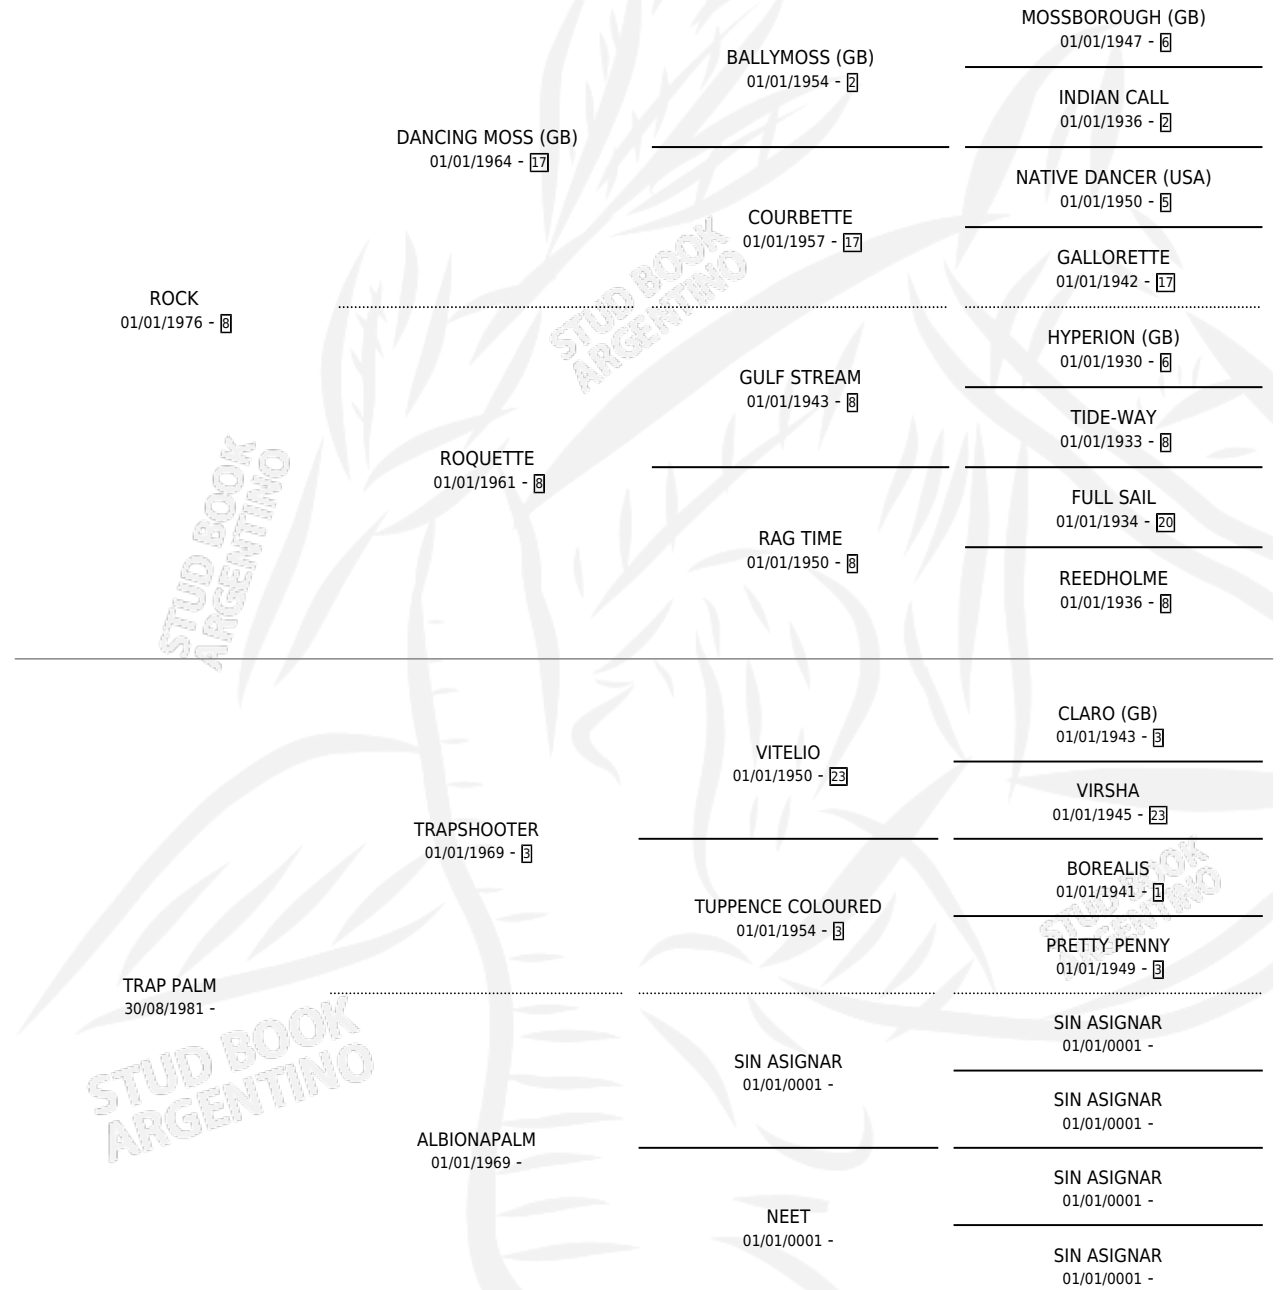 MOSSBOROUGH (GB)
01/01/1947 - 6
BALLYMOSS (GB)
01/01/1954 - 2
INDIAN CALL
01/01/1936 - 2
DANCING MOSS (GB)
01/01/1964 - 17
NATIVE DANCER (USA)
01/01/1950 - 5
COURBETTE
01/01/1957 - 17
GALLORETTE
01/01/1942 - 17
ROCK
01/01/1976 - 8
HYPERION (GB)
01/01/1930 - 6
GULF STREAM
01/01/1943 - 8
TIDE-WAY
01/01/1933 - 8
ROQUETTE
01/01/1961 - 8
FULL SAIL
01/01/1934 - 20
RAG TIME
01/01/1950 - 8
REEDHOLME
01/01/1936 - 8
STUD BOOK
ARGENTINO
STUD BOOK
ARGENTINO
CLARO (GB)
01/01/1943 - 3
VITELIO
01/01/1950 - 23
VIRSHA
01/01/1945 - 23
TRAPSHOOTER
01/01/1969 - 3
BOREALIS
01/01/1941 - 1
TUPPENCE COLOURED
01/01/1954 - 3
PRETTY PENNY
01/01/1949 - 3
STUD BOOK
ARGENTINO
TRAP PALM
30/08/1981 -
SIN ASIGNAR
01/01/0001 -
SIN ASIGNAR
01/01/0001 -
SIN ASIGNAR
01/01/0001 -
ALBIONAPALM
01/01/1969 -
SIN ASIGNAR
01/01/0001 -
NEET
01/01/0001 -
SIN ASIGNAR
01/01/0001 -
STUD BOOK
ARGENTINO